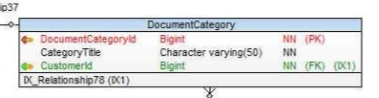 ip37
DocumentCategory
DocumentCategoryId Bigint NN (PK)
CategoryTitle Character varying(50) NN
CustomerId Bigint NN (FK) (IX1)
IX_Relationship78 (IX1)